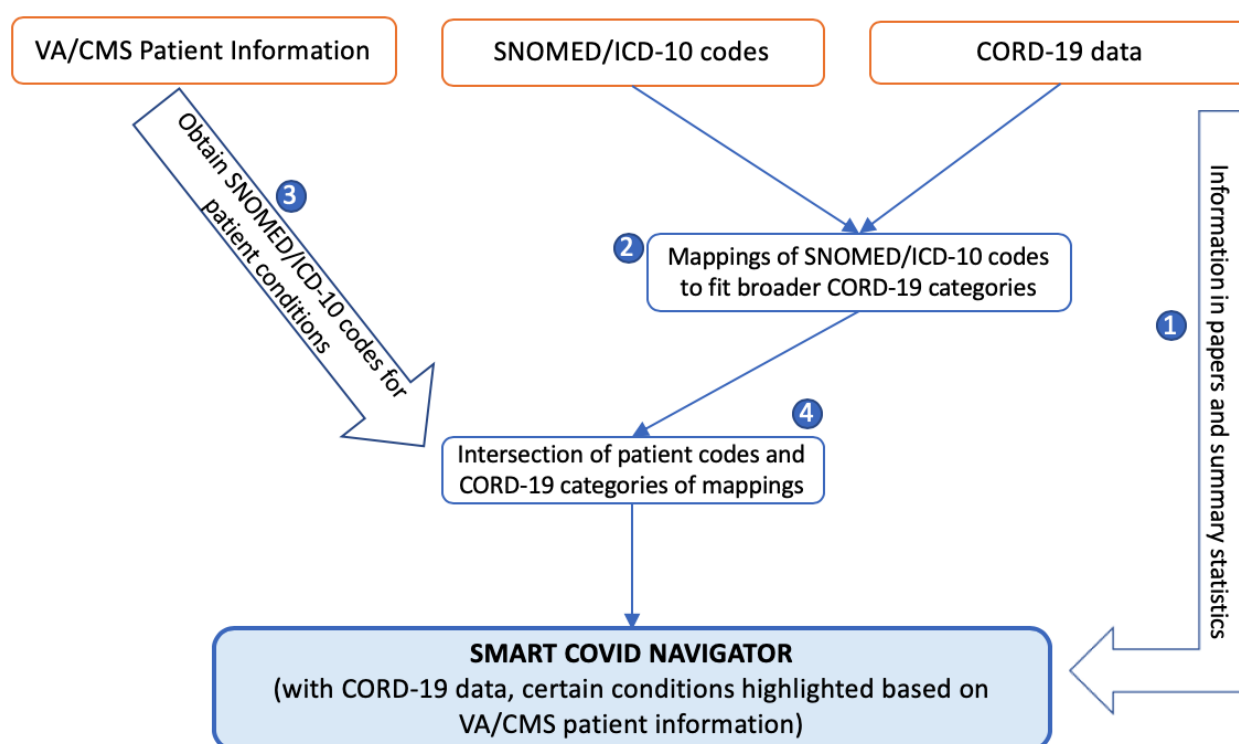 VA/CMS Patient Information
SNOMED/ICD-10 codes
CORD-19 data
Obtain SNOMED/ICD-10 codes for
patient conditions
3
2
Mappings of SNOMED/ICD-10 codes
to fit broader CORD-19 categories
1
Information in papers and summary statistics
4
Intersection of patient codes and
CORD-19 categories of mappings
SMART COVID NAVIGATOR
(with CORD-19 data, certain conditions highlighted based on
VA/CMS patient information)